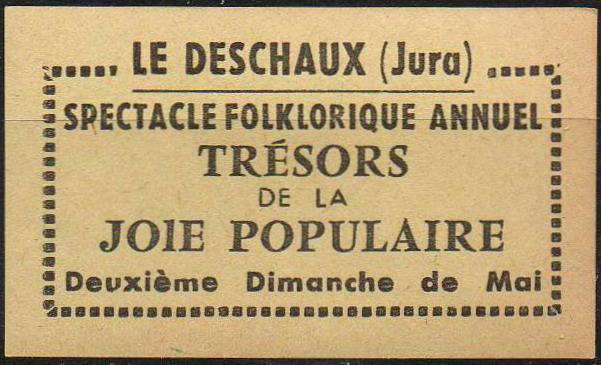 LE DESCHAUX (Jura)
SPECTACLE FOLKLORIQUE ANNUEL
TRÉSORS
DE LA
JOIE POPULAIRE
Deuxième Dimanche de Mai